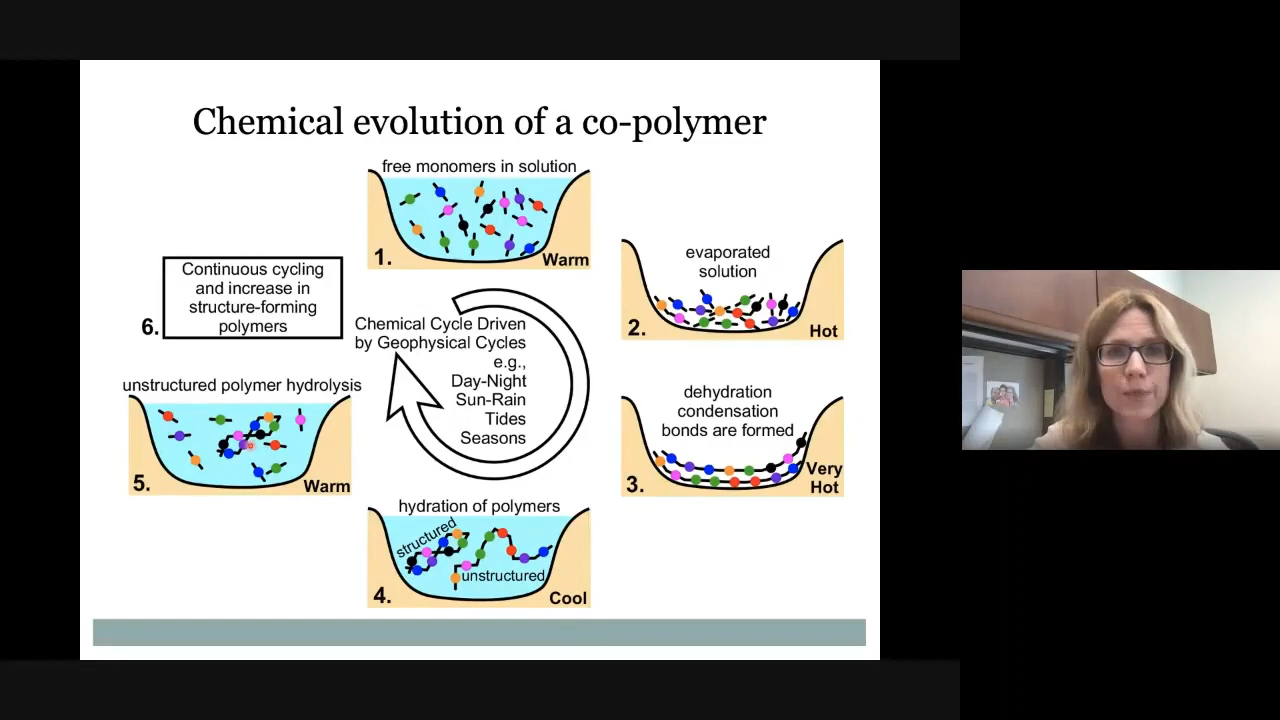 Chemical evolution of a co-polymer
free monomers in solution
1.
Warm
evaporated
solution
2.
Hot
dehydration
condensation
bonds are formed
3.
Very
Hot
hydration of polymers
structured
unstructured
4.
Cool
unstructured polymer hydrolysis
5.
Warm
6.
Continuous cycling
and increase in
structure-forming
polymers
Chemical Cycle Driven
by Geophysical Cycles
e.g.,
Day-Night
Sun-Rain
Tides
Seasons